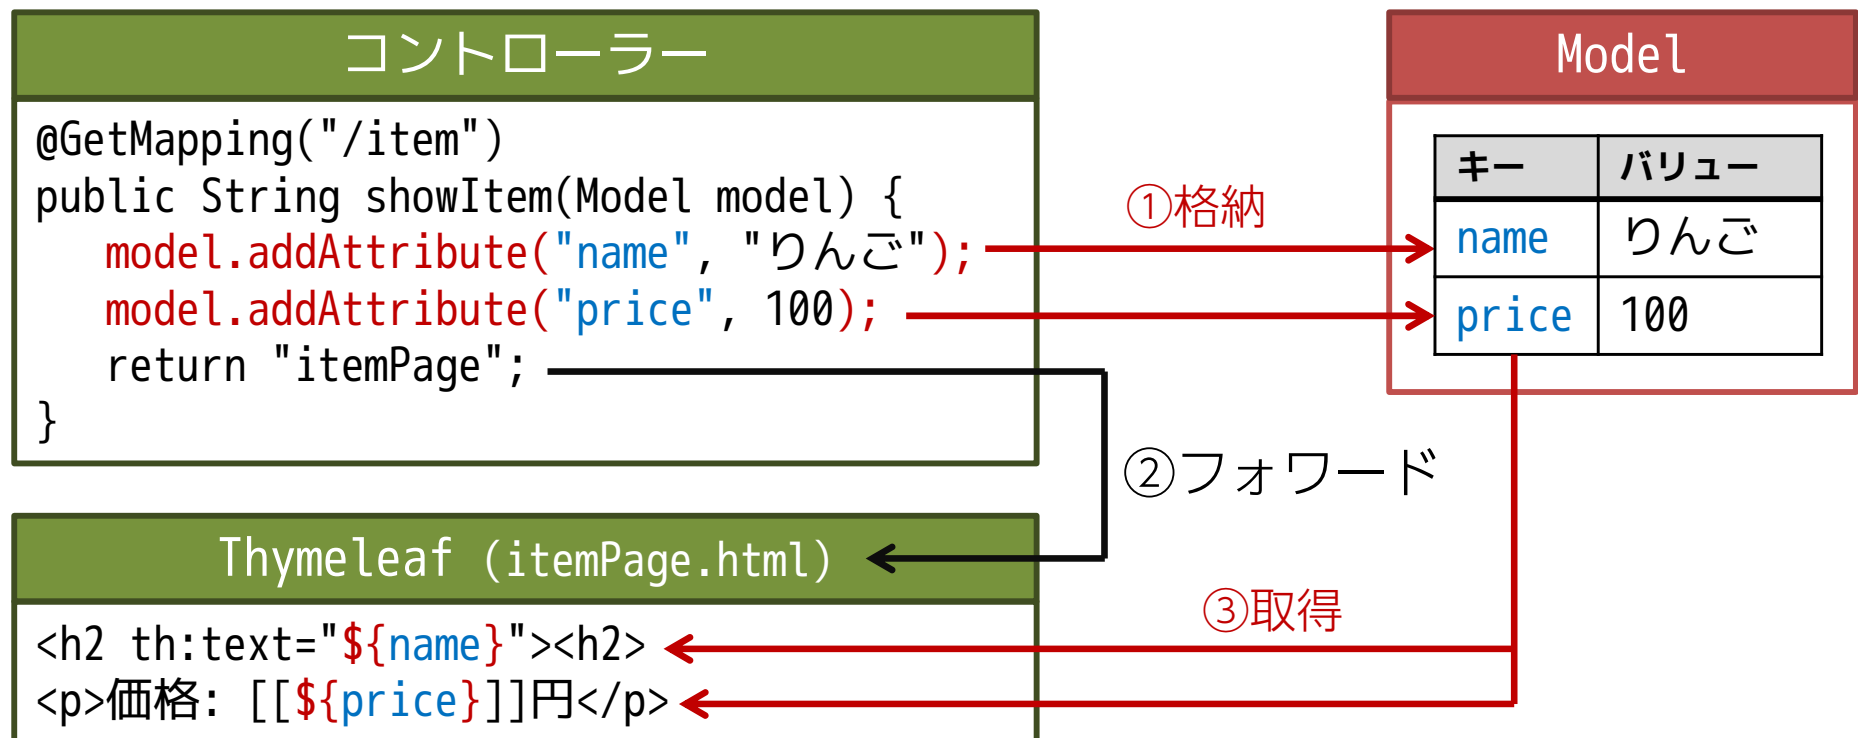 コントローラー
@GetMapping("/item")
public String showItem(Model model) {
model.addAttribute("name", "りんご");
model.addAttribute("price", 100);
return "itemPage";
}
Model
キー バリュー
name りんご
price 100
①格納
②フォワード
Thymeleaf (itemPage.html)
<h2 th:text="${name}"><h2>
<p>価格: [[${price}]]円</p>
③取得